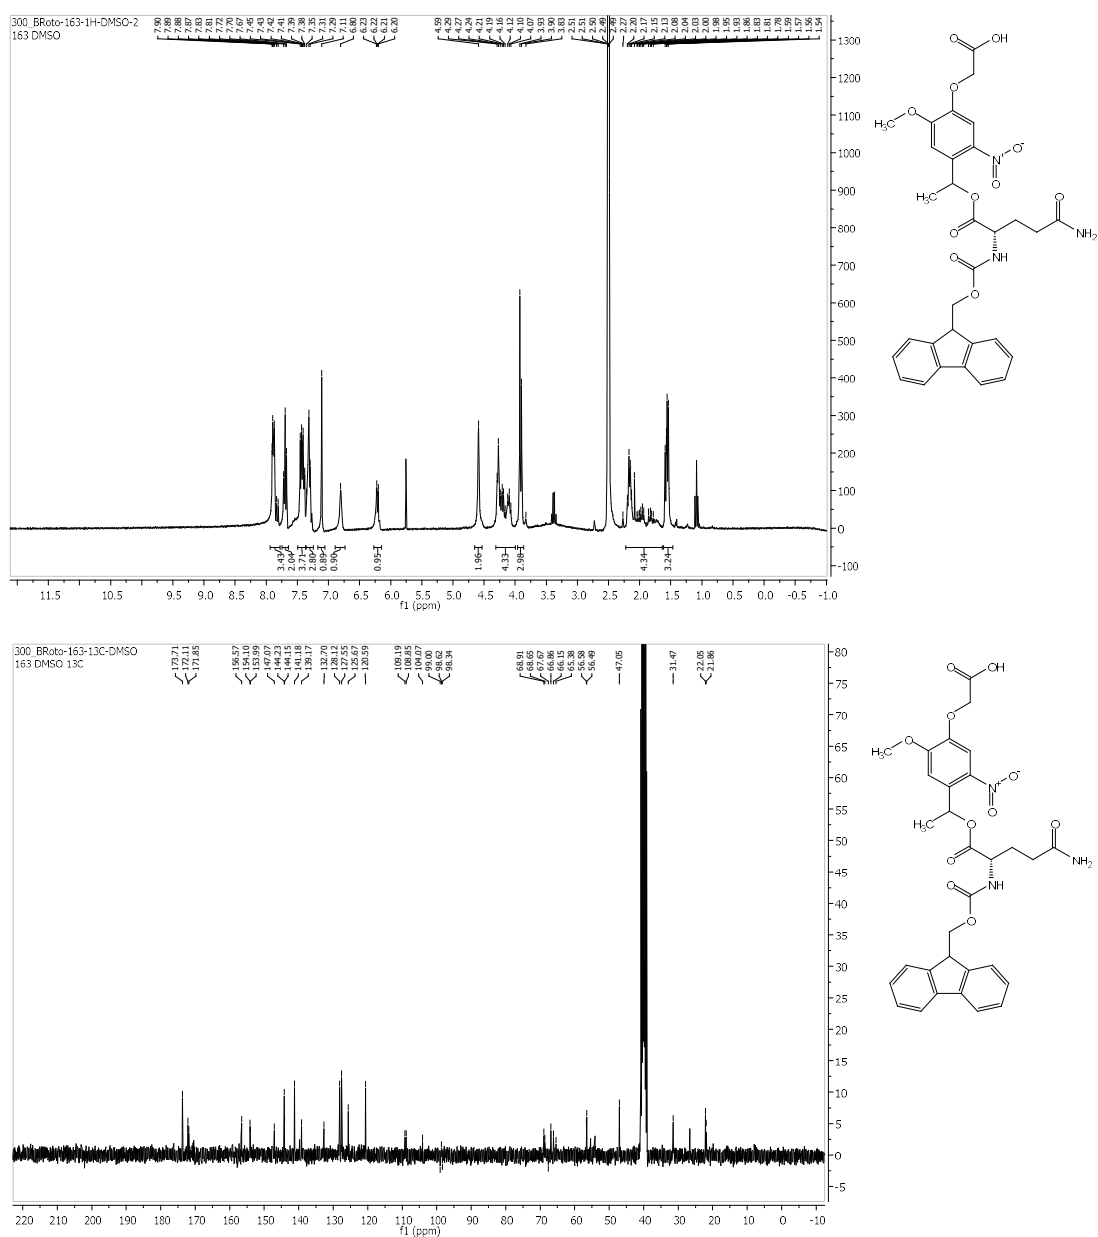 300_BRoto-163-1H-DMSO-2
163 DMSO
7.90 7.89 7.88 7.87 7.83 7.81 7.72 7.70 7.67 7.45 7.43 7.42 7.41 7.39 7.38 7.35 7.31 7.29 7.11 6.80 6.23 6.22 6.21 6.20 4.59 4.29 4.27 4.24 4.21 4.19 4.16 4.12 4.10 4.07 3.93 3.90 3.83 2.51 2.51 2.50 2.49 2.49 2.27 2.20 2.17 2.15 2.13 2.08 2.04 2.03 2.00 1.98 1.95 1.93 1.86 1.83 1.81 1.78 1.59 1.57 1.56 1.54
1300
1200
1100
1000
900
800
700
600
500
400
300
200
100
0
-100
3.43 2.04 3.71 2.80 0.89 0.90 0.95 1.96 4.33 2.98 4.34 3.24
11.5 10.5 9.5 9.0 8.5 8.0 7.5 7.0 6.5 6.0 5.5 5.0 4.5 4.0 3.5 3.0 2.5 2.0 1.5 1.0 0.5 0.0 -0.5 -1.0
f1 (ppm)
O OH
O
O
H3C
N+ O-
O
H3C O
O O
NH2
NH
O
O
300_BRoto-163-13C-DMSO
163 DMSO 13C
173.71 172.11 171.85 156.57 154.10 153.99 147.07 144.23 144.15 141.18 139.17 132.70 128.12 127.55 125.67 120.59 109.19 108.85 104.07 99.00 98.62 98.34 68.91 68.65 67.67 66.86 66.15 65.38 56.58 56.49 47.05 31.47 22.05 21.86
80
75
70
65
60
55
50
45
40
35
30
25
20
15
10
5
0
-5
220 210 200 190 180 170 160 150 140 130 120 110 100 90 80 70 60 50 40 30 20 10 0 -10
f1 (ppm)
O OH
O
O
H3C
N+ O-
O
H3C O
O O
NH2
NH
O
O